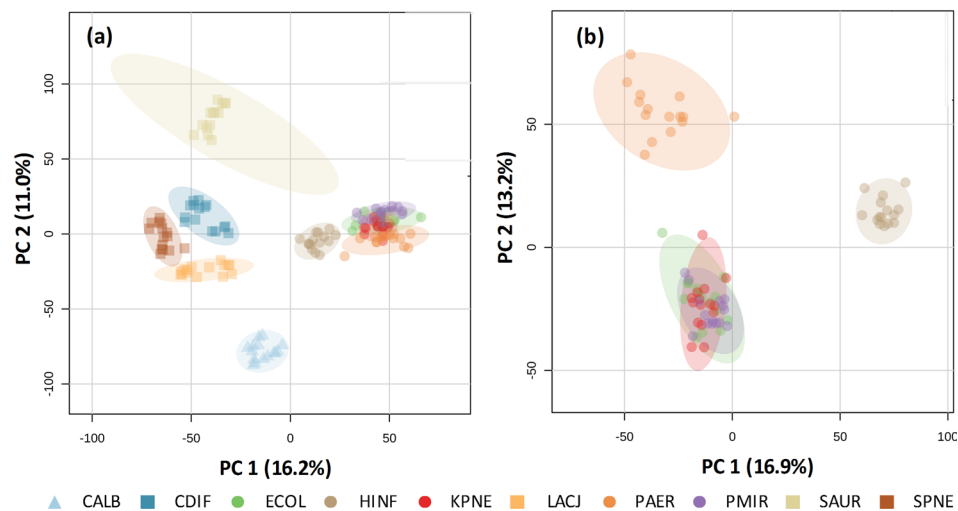 (a)
(b)
100
50
0
-50
-100
PC 2 (11.0%)
-100
-50
0
50
PC 1 (16.2%)
50
0
-50
PC 2 (13.2%)
-50
0
50
100
PC 1 (16.9%)
CALB CDIF ECOL HINF KPNE LACJ PAER PMIR SAUR SPNE